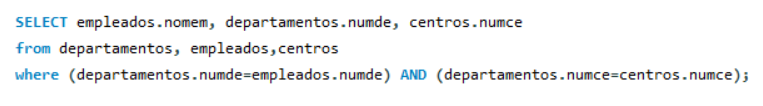 SELECT empleados.nomem, departamentos.numde, centros.numce
from departamentos, empleados,centros
where (departamentos.numde=empleados.numde) AND (departamentos.numce=centros.numce);